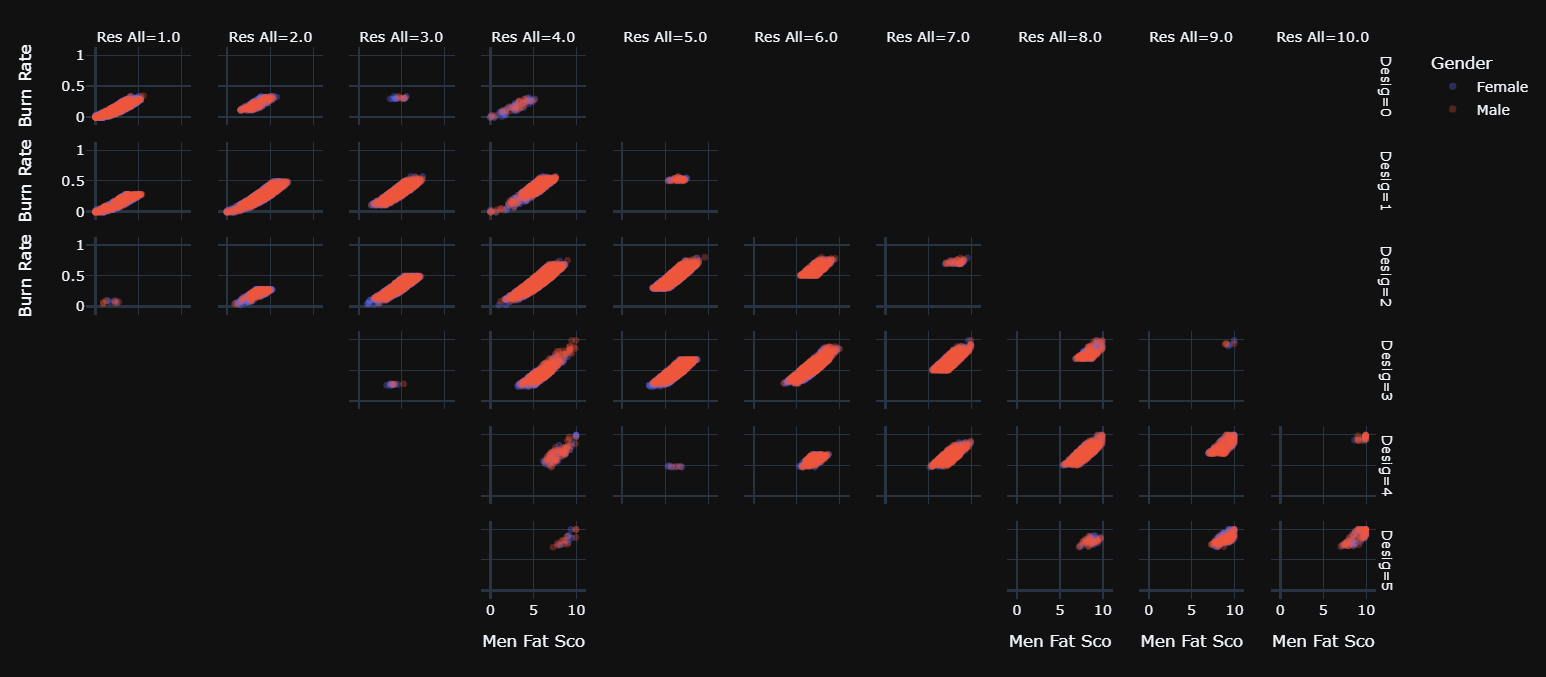 Res All=1.0 Res All=2.0 Res All=3.0 Res All=4.0 Res All=5.0 Res All=6.0 Res All=7.0 Res All=8.0 Res All=9.0 Res All=10.0
Burn Rate
1
0.5
0
Desig=0
Burn Rate
1
0.5
0
Desig=1
Burn Rate
1
0.5
0
Desig=2
Desig=3
Desig=4
Desig=5
0 5 10 0 5 10 0 5 10 0 5 10
Men Fat Sco Men Fat Sco Men Fat Sco Men Fat Sco
Gender
Female
Male